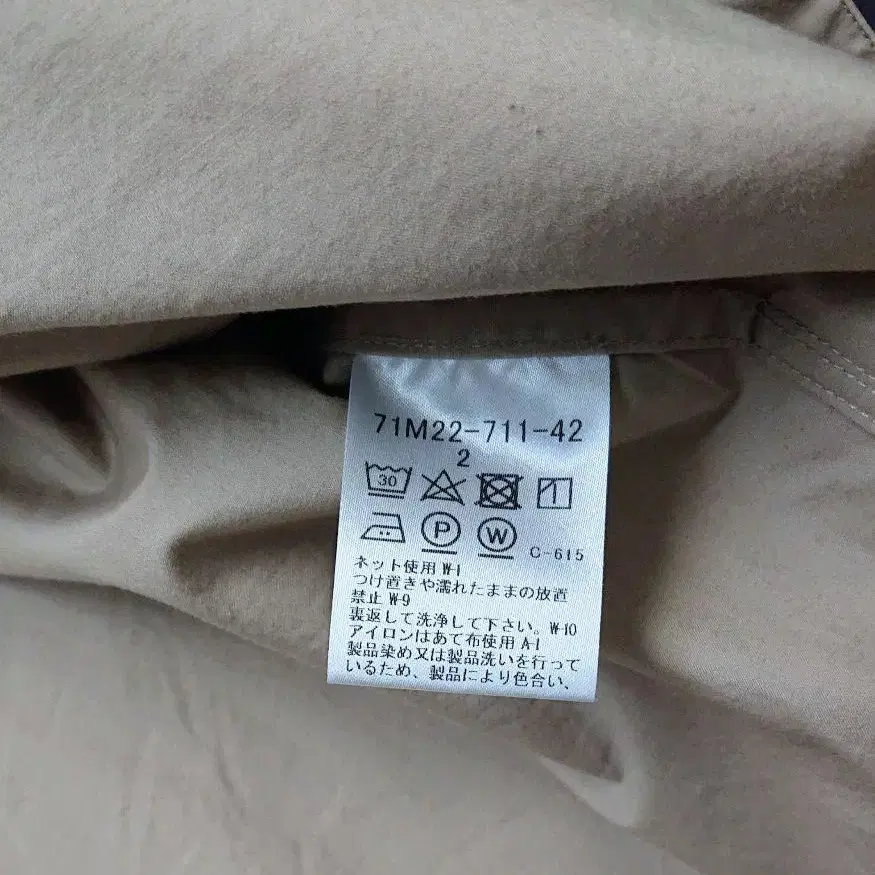 71M22-711-42
2
30
P W C-615
ネット使用 W-1
つけ置きや濡れたままの放置
禁止 W-9
裏返して洗浄して下さい。W-10
アイロンはあて布使用 A-1
製品染め又は製品洗いを行って
いるため、製品により色合い、